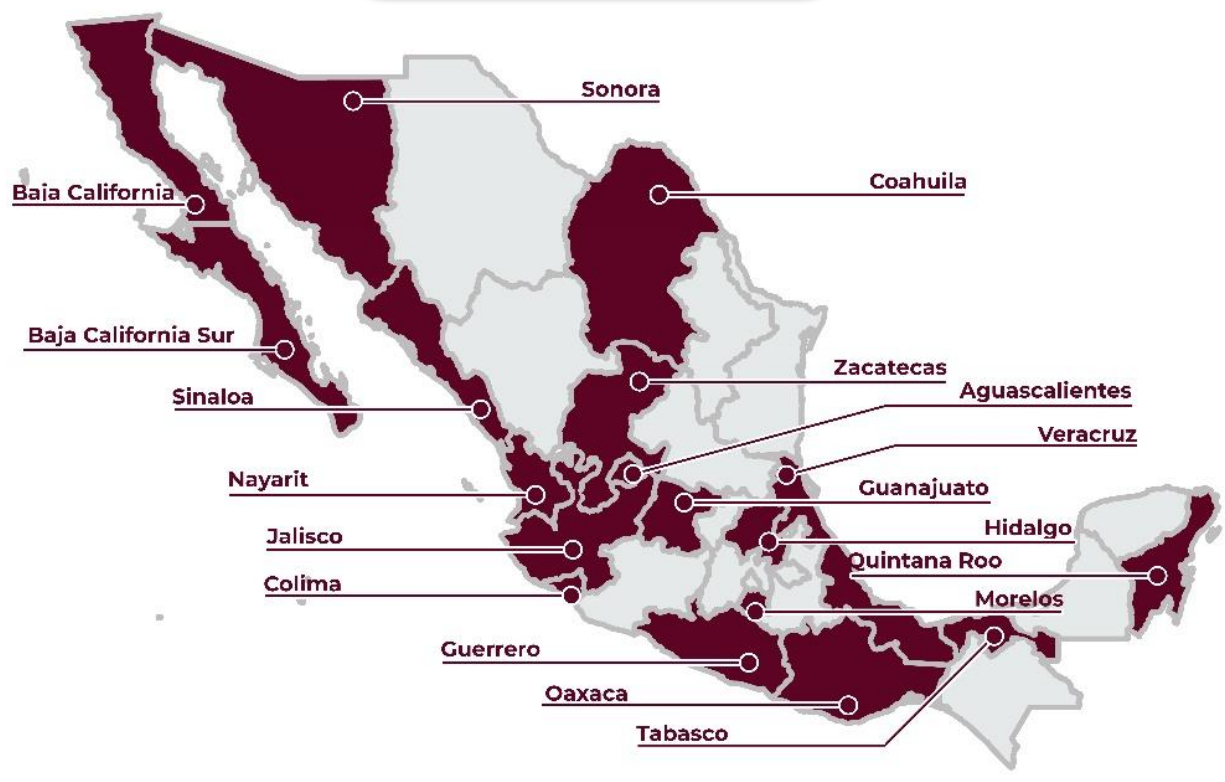 Sonora
Coahuila
Baja California
Baja California Sur
Zacatecas
Aguascalientes
Sinaloa
Veracruz
Nayarit
Guanajuato
Jalisco
Hidalgo
Quintana Roo
Colima
Morelos
Guerrero
Oaxaca
Tabasco